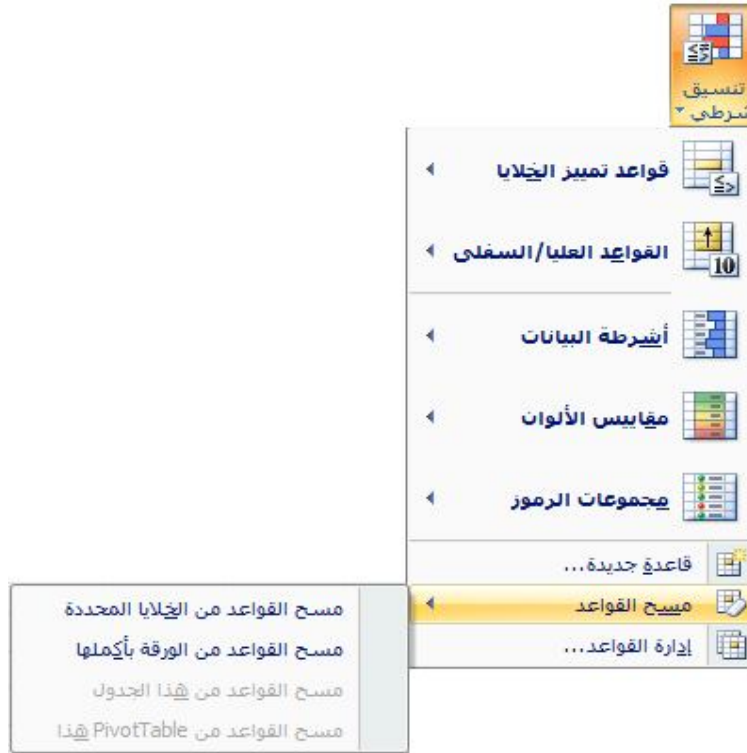 تنسيق
شرطي
قواعد تمييز الخلايا
القواعد العليا/السفلى
10
أشرطة البيانات
مقاييس الألوان
مجموعات الرموز
قاعدة جديدة...
مسح القواعد
إدارة القواعد...
مسح القواعد من الخلايا المحددة
مسح القواعد من الورقة بأكملها
مسح القواعد من هذا الجدول
مسح القواعد من PivotTable هذا